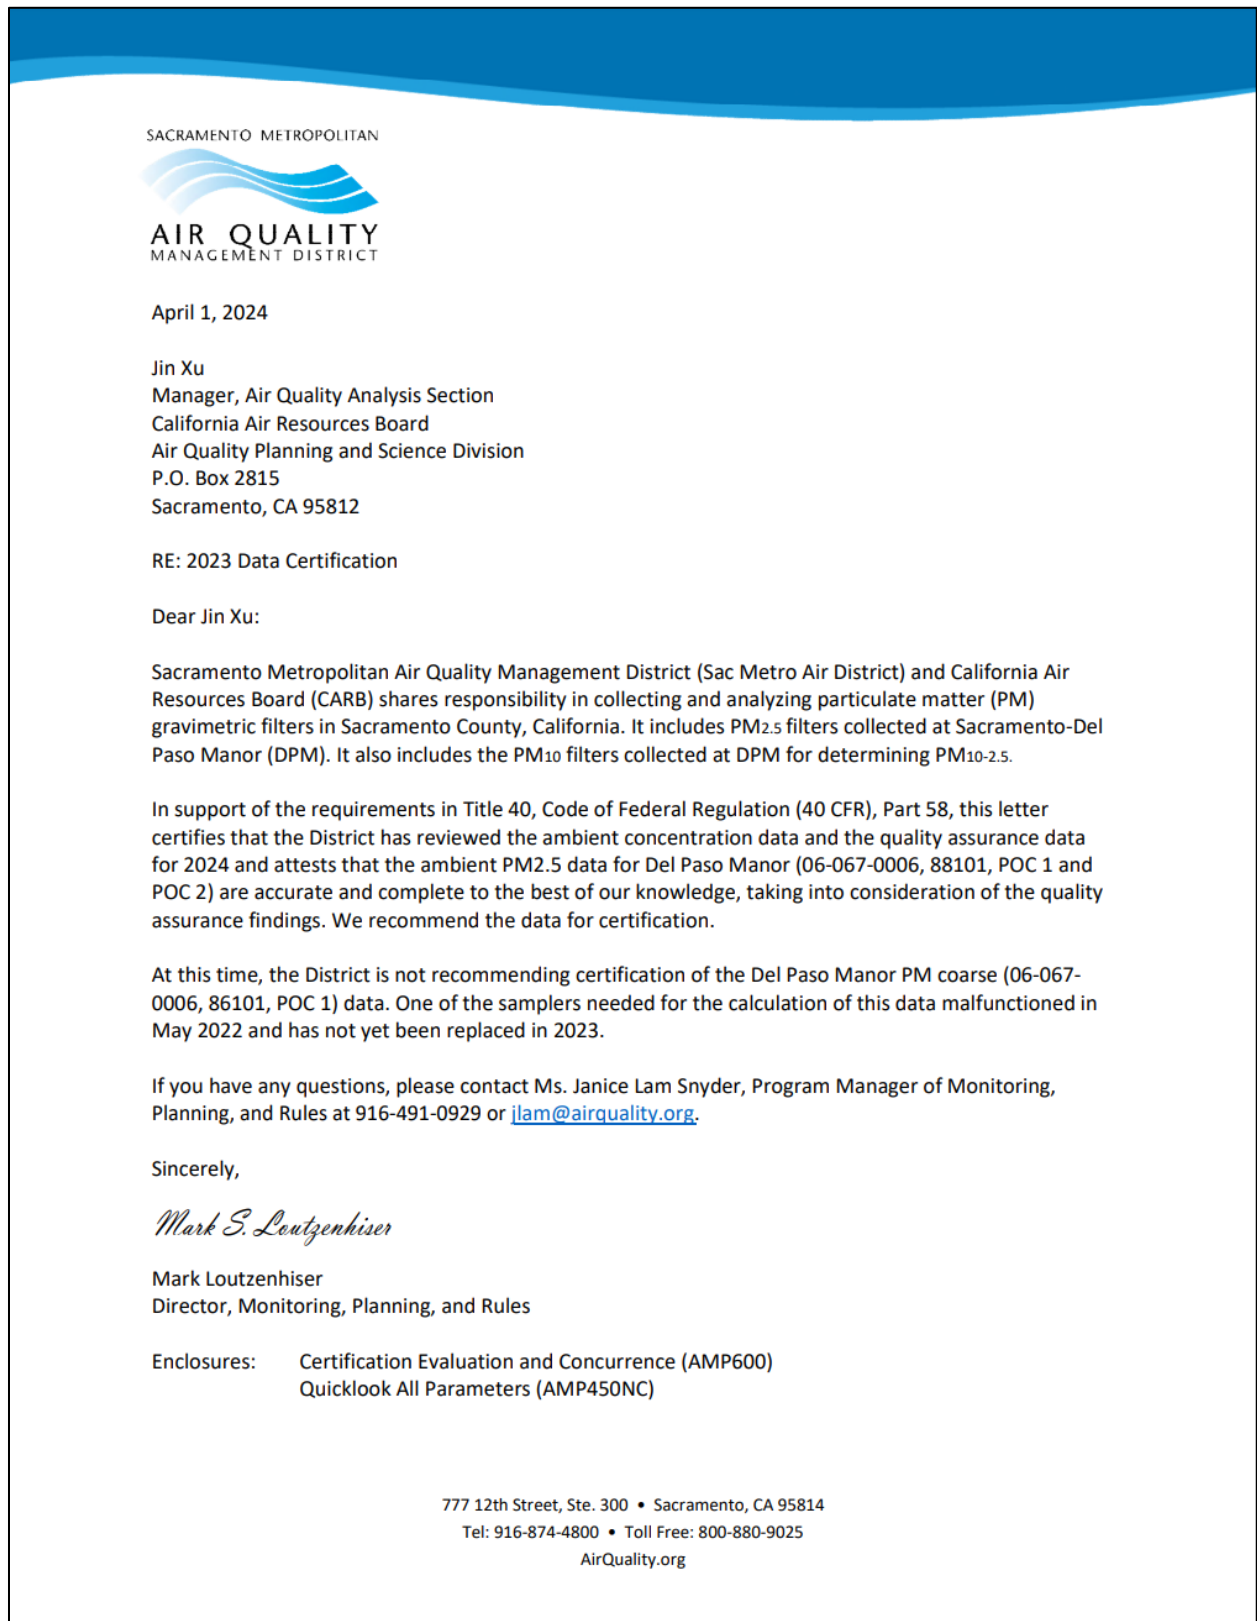 SACRAMENTO METROPOLITAN
AIR QUALITY
MANAGEMENT DISTRICT
April 1, 2024
Jin Xu
Manager, Air Quality Analysis Section
California Air Resources Board
Air Quality Planning and Science Division
P.O. Box 2815
Sacramento, CA 95812
RE: 2023 Data Certification
Dear Jin Xu:
Sacramento Metropolitan Air Quality Management District (Sac Metro Air District) and California Air
Resources Board (CARB) shares responsibility in collecting and analyzing particulate matter (PM)
gravimetric filters in Sacramento County, California. It includes PM2.5 filters collected at Sacramento-Del
Paso Manor (DPM). It also includes the PM10 filters collected at DPM for determining PM10-2.5.
In support of the requirements in Title 40, Code of Federal Regulation (40 CFR), Part 58, this letter
certifies that the District has reviewed the ambient concentration data and the quality assurance data
for 2024 and attests that the ambient PM2.5 data for Del Paso Manor (06-067-0006, 88101, POC 1 and
POC 2) are accurate and complete to the best of our knowledge, taking into consideration of the quality
assurance findings. We recommend the data for certification.
At this time, the District is not recommending certification of the Del Paso Manor PM coarse (06-067-
0006, 86101, POC 1) data. One of the samplers needed for the calculation of this data malfunctioned in
May 2022 and has not yet been replaced in 2023.
If you have any questions, please contact Ms. Janice Lam Snyder, Program Manager of Monitoring,
Planning, and Rules at 916-491-0929 or jlam@airquality.org.
Sincerely,
Mark S. Loutzenhiser
Mark Loutzenhiser
Director, Monitoring, Planning, and Rules
Enclosures: Certification Evaluation and Concurrence (AMP600)
Quicklook All Parameters (AMP450NC)
777 12th Street, Ste. 300 • Sacramento, CA 95814
Tel: 916-874-4800 • Toll Free: 800-880-9025
AirQuality.org